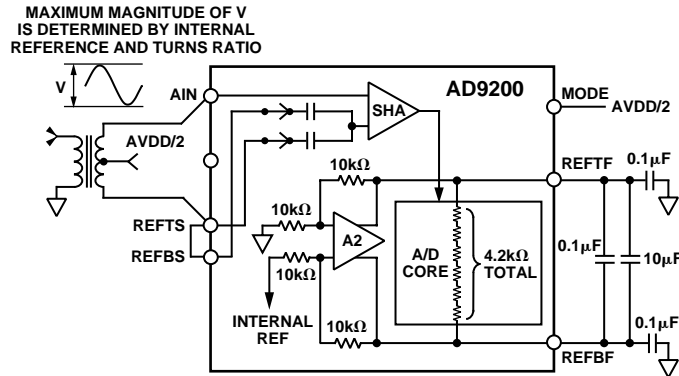 MAXIMUM MAGNITUDE OF V
IS DETERMINED BY INTERNAL
REFERENCE AND TURNS RATIO
V
AIN
AD9200
MODE
AVDD/2
SHA
AVDD/2
10kΩ
REFTF
0.1µF
10kΩ
REFTS
A2
A/D
CORE
4.2kΩ
TOTAL
0.1µF
10µF
REFBS
10kΩ
INTERNAL
REF
10kΩ
0.1µF
REFBF